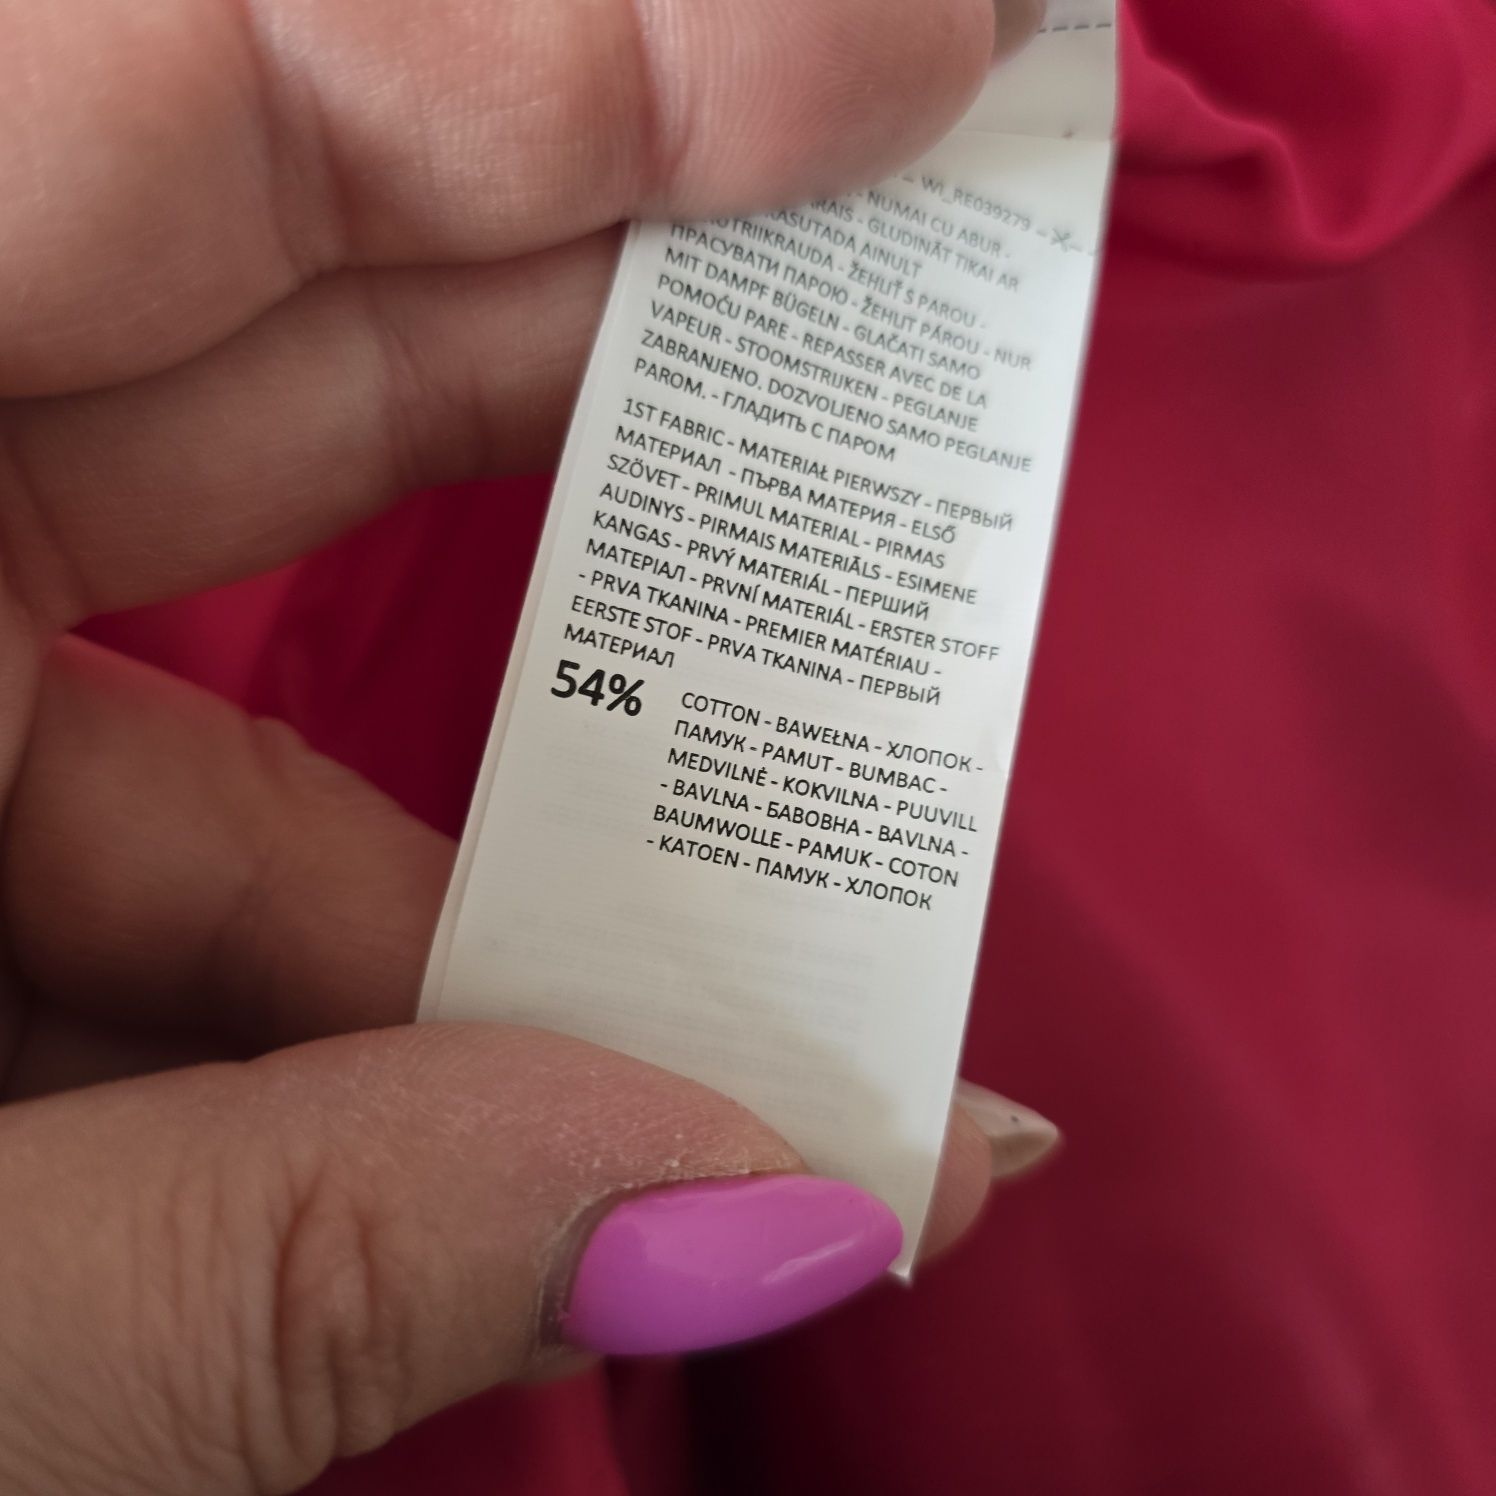 WI_RE039279
- NUMAI CU ABUR -
- GLUDINĀT TIKAI AR
AINULT
- ŽEHLIŤ S PAROU -
ПРАСУВАТИ ПАРОЮ - ŽEHLIT PÁROU - NUR
MIT DAMPF BÜGELN - GLAČATI SAMO
POMOĆU PARE - REPASSER AVEC DE LA
VAPEUR - STOOMSTRIJKEN - PEGLANJE
ZABRANJENO. DOZVOLJENO SAMO PEGLANJE
PAROM. - ГЛАДИТЬ С ПАРОМ
1ST FABRIC - MATERIAŁ PIERWSZY - ПЕРВЫЙ
МАТЕРИАЛ - ПЪРВА МАТЕРИЯ - ELSŐ
SZÖVET - PRIMUL MATERIAL - PIRMAS
AUDINYS - PIRMAIS MATERIĀLS - ESIMENE
KANGAS - PRVÝ MATERIÁL - ПЕРШИЙ
МАТЕРІАЛ - PRVNÍ MATERIÁL - ERSTER STOFF
- PRVA TKANINA - PREMIER MATÉRIAU -
EERSTE STOF - PRVA TKANINA - ПЕРВЫЙ
МАТЕРИАЛ
54% COTTON - BAWEŁNA - ХЛОПОК -
ПАМУК - PAMUT - BUMBAC -
MEDVILNĖ - KOKVILNA - PUUVILL
- BAVLNA - БАВОВНА - BAVLNA -
BAUMWOLLE - PAMUK - COTON
- KATOEN - ПАМУК - ХЛОПОК